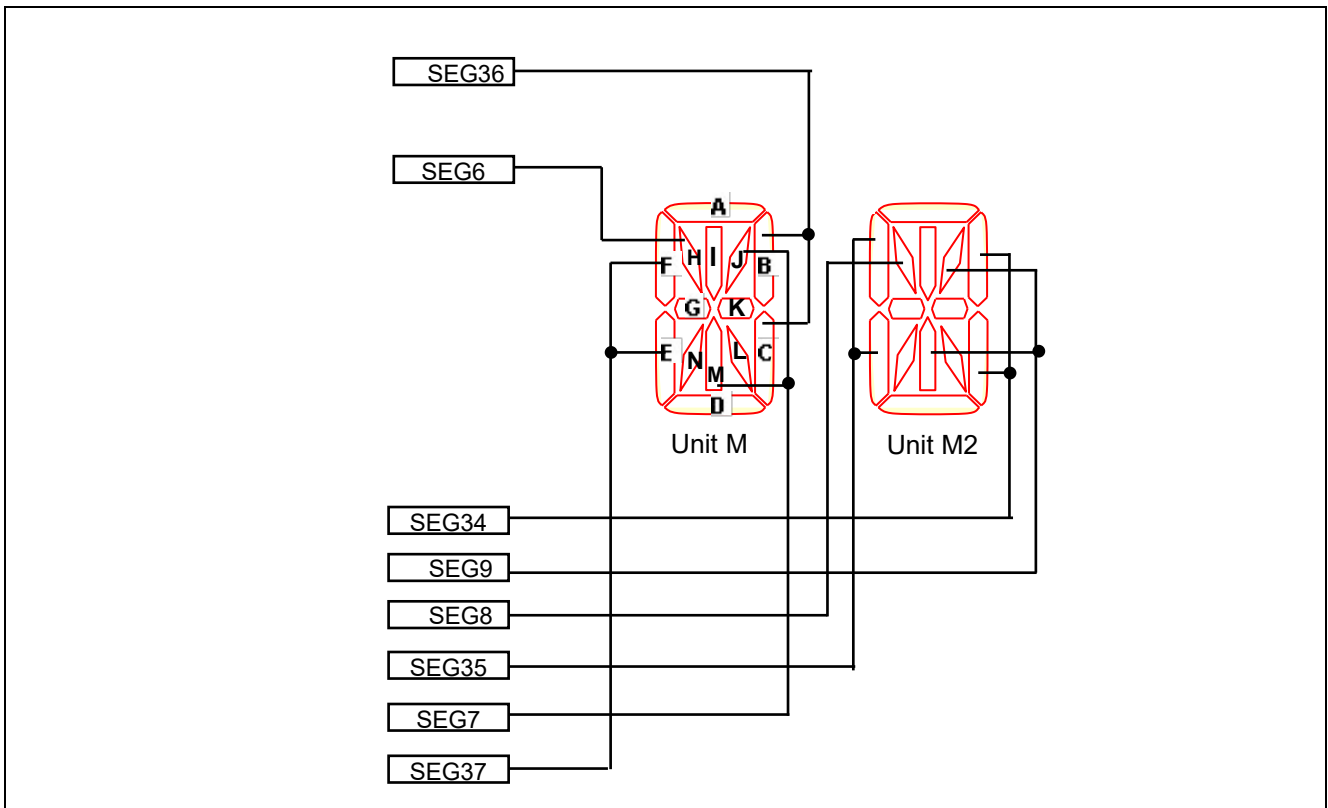 SEG36
SEG6
A
H I J
F B
G K
E N L C
M
D
Unit M Unit M2
SEG34
SEG9
SEG8
SEG35
SEG7
SEG37